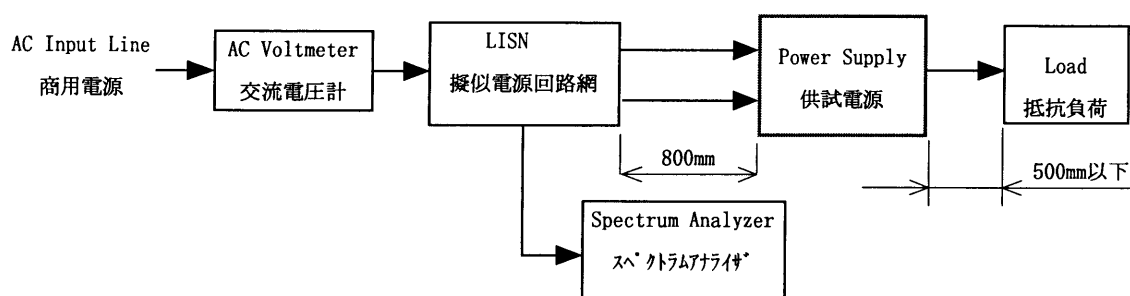 AC Input Line
商用電源
AC Voltmeter
交流電圧計
LISN
擬似電源回路網
Power Supply
供試電源
Load
抵抗負荷
800mm
500mm以下
Spectrum Analyzer
スペクトラムアナライザ